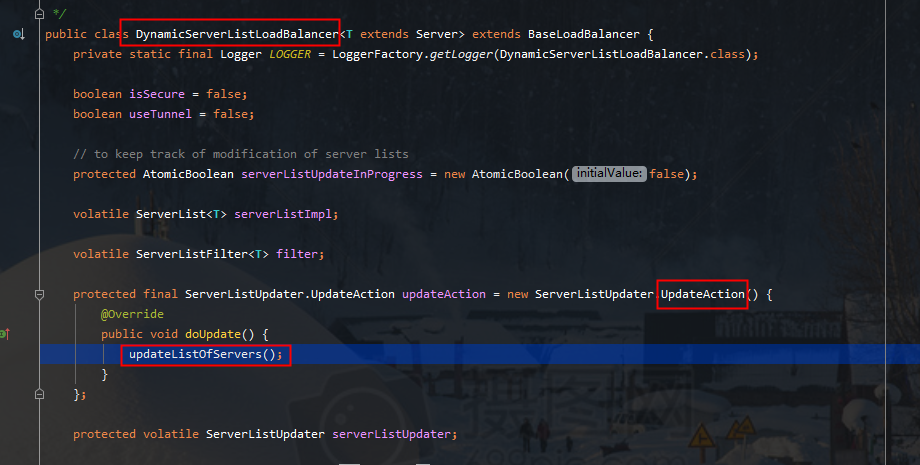 */
public class DynamicServerListLoadBalancer<T extends Server> extends BaseLoadBalancer {
private static final Logger LOGGER = LoggerFactory.getLogger(DynamicServerListLoadBalancer.class);
boolean isSecure = false;
boolean useTunnel = false;
// to keep track of modification of server lists
protected AtomicBoolean serverListUpdateInProgress = new AtomicBoolean( initialValue: false);
volatile ServerList<T> serverListImpl;
volatile ServerListFilter<T> filter;
protected final ServerListUpdater.UpdateAction updateAction = new ServerListUpdater.UpdateAction() {
@Override
public void doUpdate() {
updateListOfServers();
}
};
protected volatile ServerListUpdater serverListUpdater;